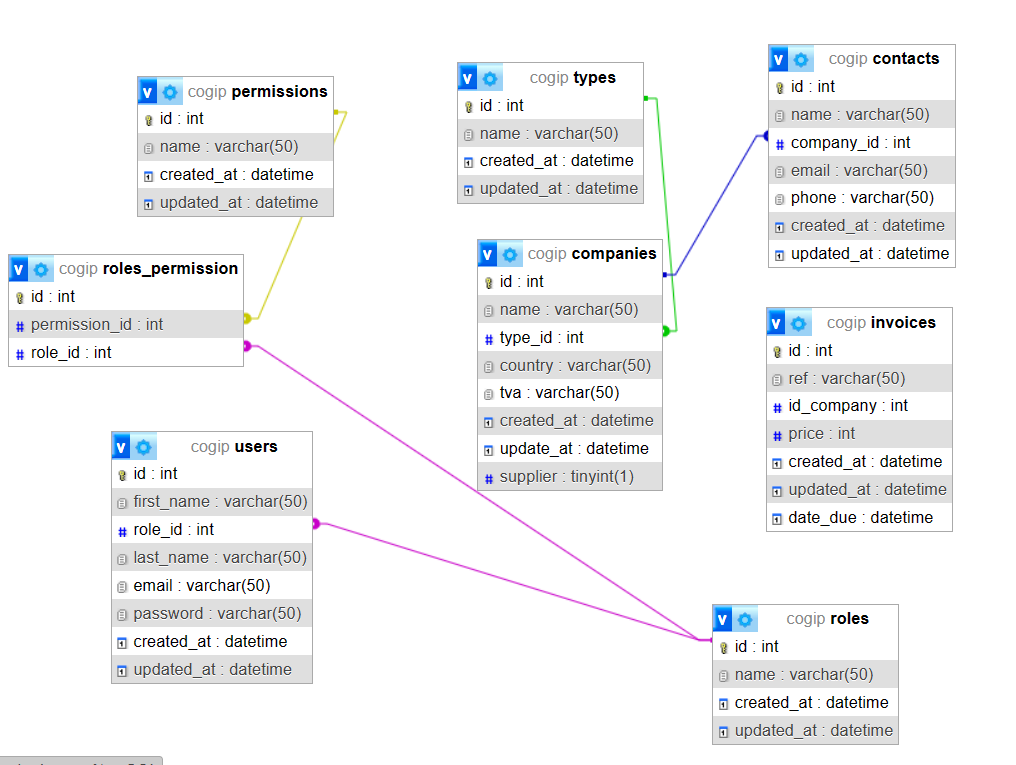 cogip permissions
id : int
name : varchar(50)
created_at : datetime
updated_at : datetime
cogip types
id : int
name : varchar(50)
created_at : datetime
updated_at : datetime
cogip contacts
id : int
name : varchar(50)
company_id : int
email : varchar(50)
phone : varchar(50)
created_at : datetime
updated_at : datetime
cogip roles_permission
id : int
permission_id : int
role_id : int
cogip companies
id : int
name : varchar(50)
type_id : int
country : varchar(50)
tva : varchar(50)
created_at : datetime
update_at : datetime
supplier : tinyint(1)
cogip invoices
id : int
ref : varchar(50)
id_company : int
price : int
created_at : datetime
updated_at : datetime
date_due : datetime
cogip users
id : int
first_name : varchar(50)
role_id : int
last_name : varchar(50)
email : varchar(50)
password : varchar(50)
created_at : datetime
updated_at : datetime
cogip roles
id : int
name : varchar(50)
created_at : datetime
updated_at : datetime